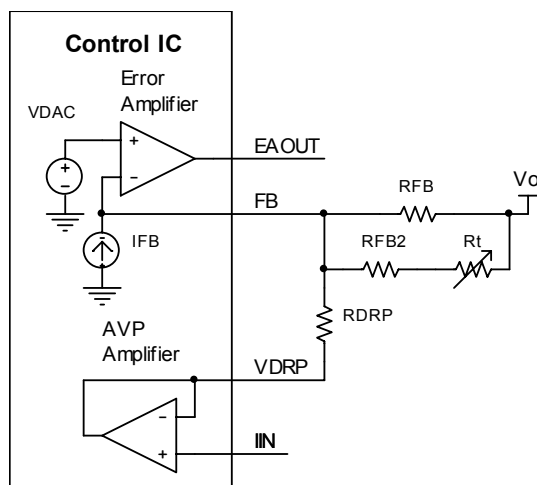 Control IC
Error
Amplifier
VDAC
+
-
+
-
EAOUT
FB
IFB
RFB
Vo
RFB2
Rt
RDRP
AVP
Amplifier
VDRP
-
+
IIN